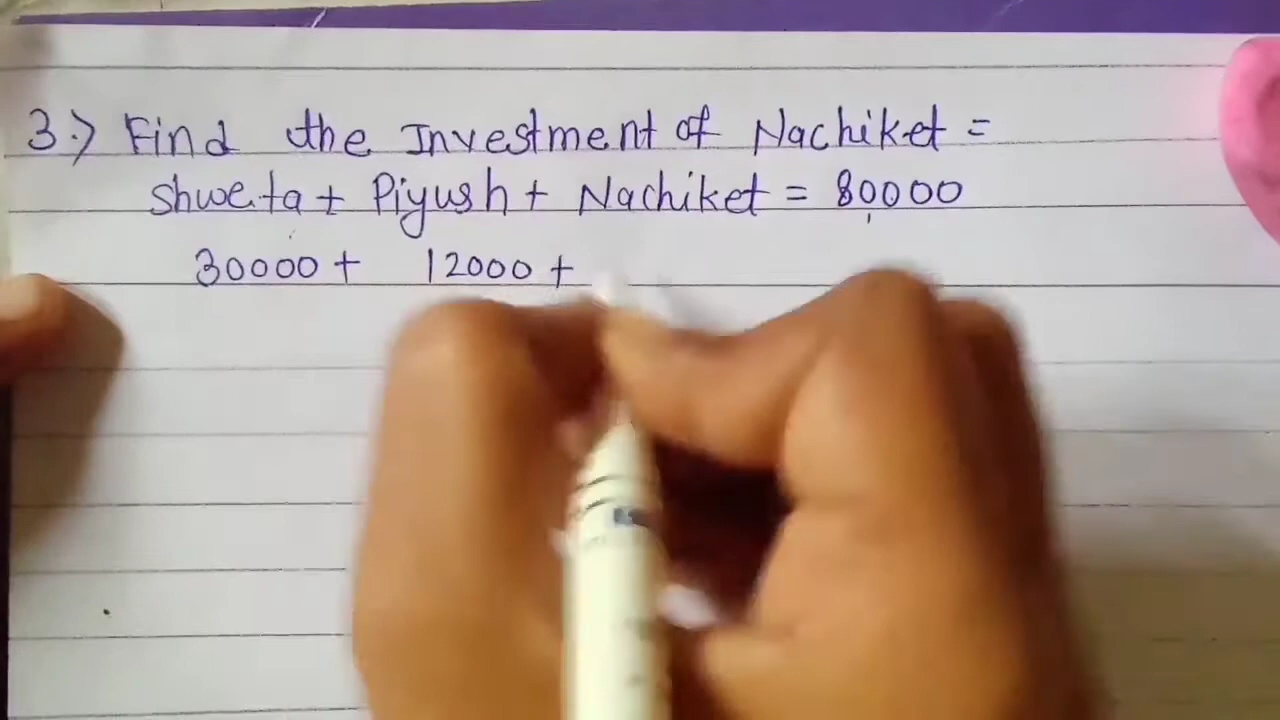 3.) Find the Investment of Nachiket =
Shweta + Piyush + Nachiket = 80000
30000 + 12000 +